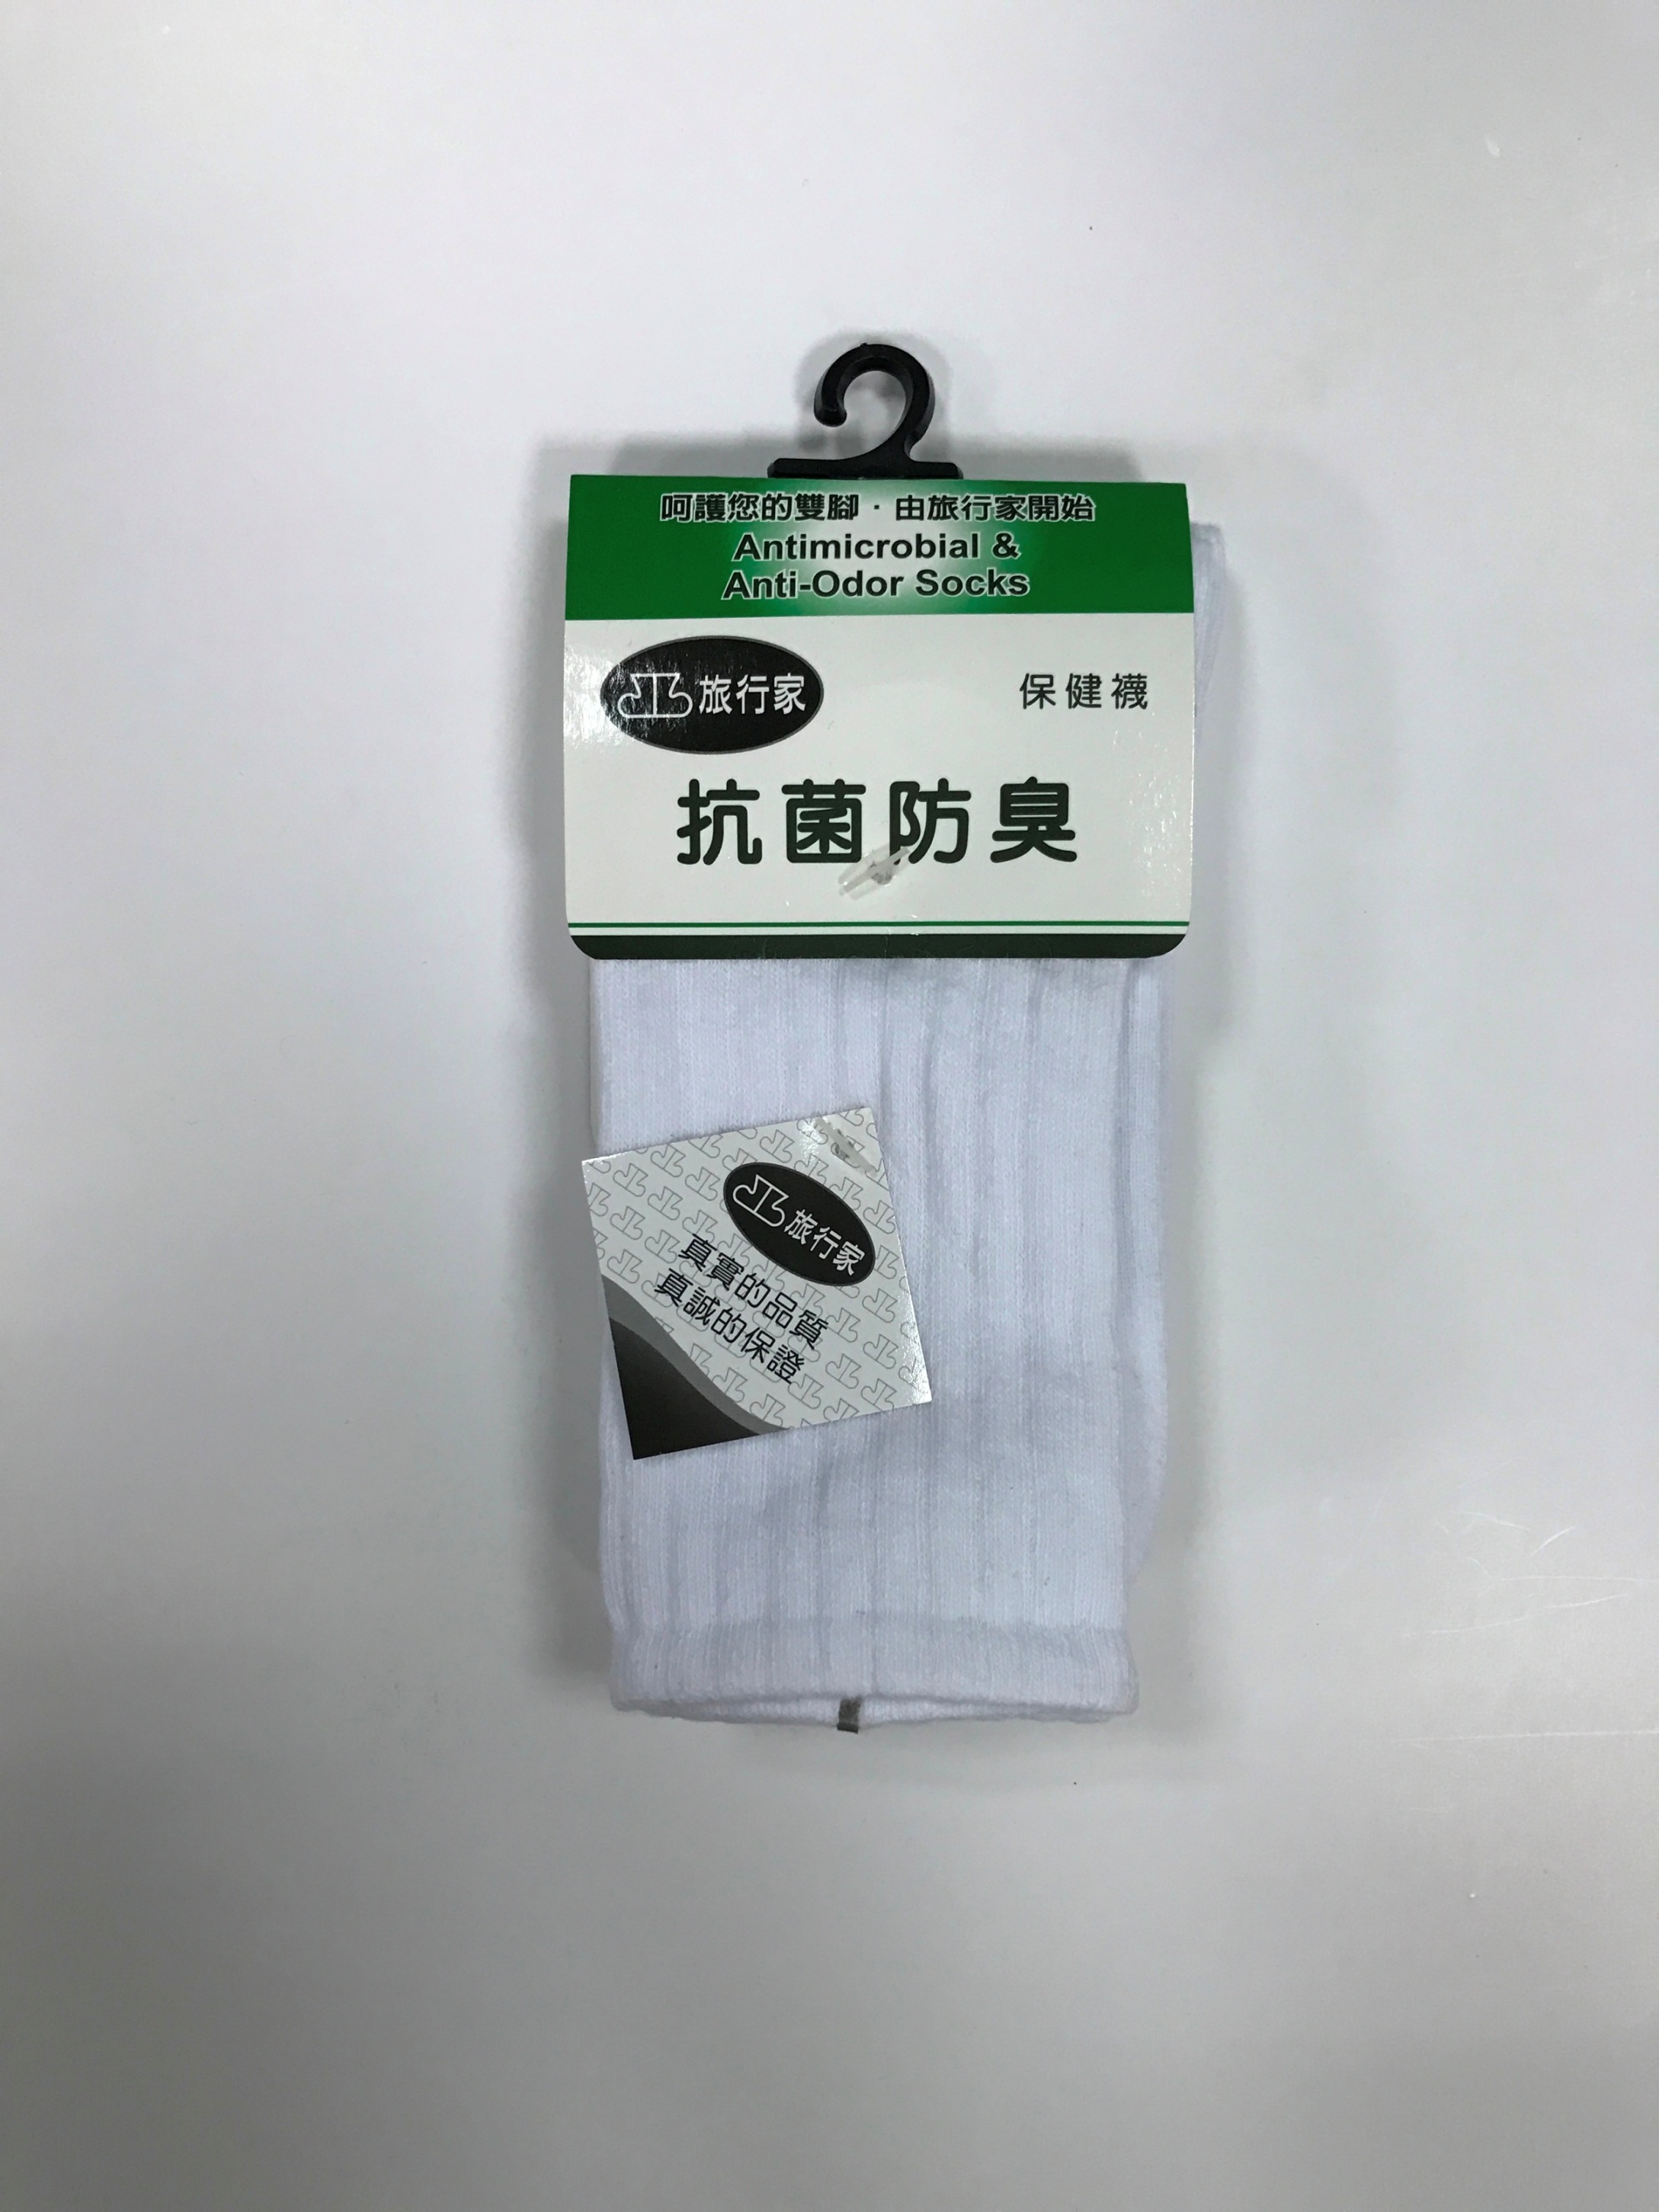 呵護您的雙腳・由旅行家開始
Antimicrobial &
Anti-Odor Socks
旅行家
保健襪
抗菌防臭
旅行家
真實的品質
真誠的保證